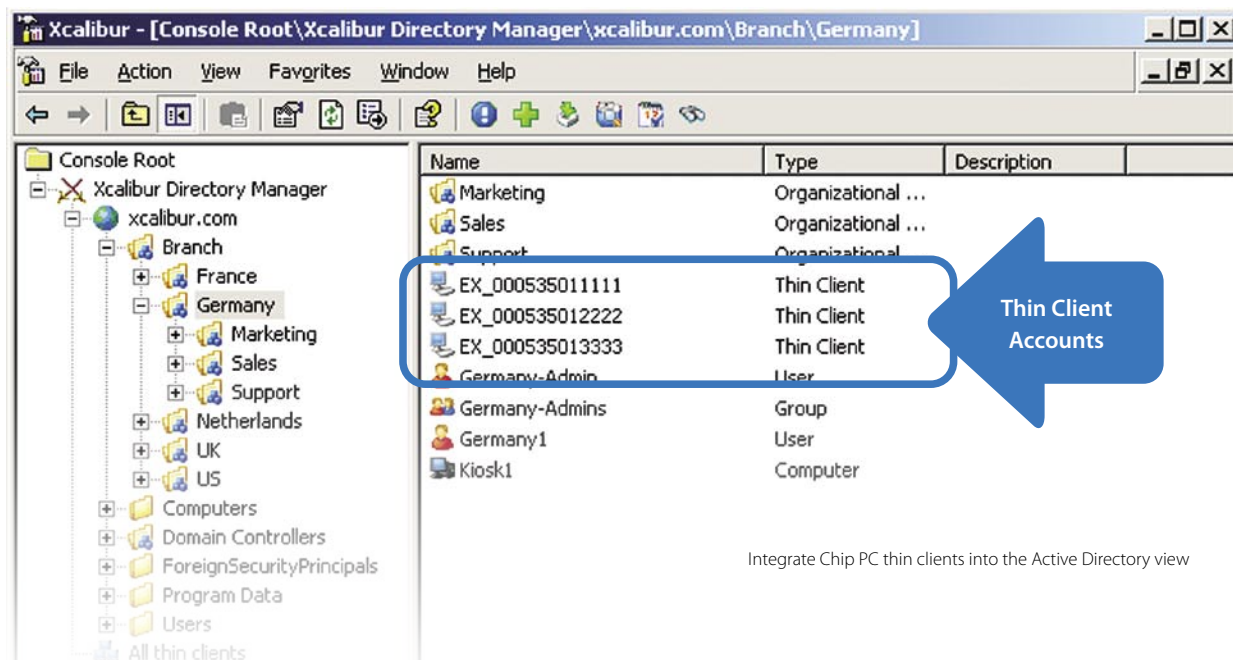 Xcalibur - [Console Root\Xcalibur Directory Manager\xcalibur.com\Branch\Germany]
File Action View Favorites Window Help
Console Root
Xcalibur Directory Manager
xcalibur.com
Branch
France
Germany
Marketing
Sales
Support
Netherlands
UK
US
Computers
Domain Controllers
ForeignSecurityPrincipals
Program Data
Users
All thin clients
Name Type Description
Marketing Organizational ...
Sales Organizational ...
Support Organizational
EX_000535011111 Thin Client
EX_000535012222 Thin Client
EX_000535013333 Thin Client
Germany-Admin User
Germany-Admins Group
Germany1 User
Kiosk1 Computer
Thin Client
Accounts
Integrate Chip PC thin clients into the Active Directory view